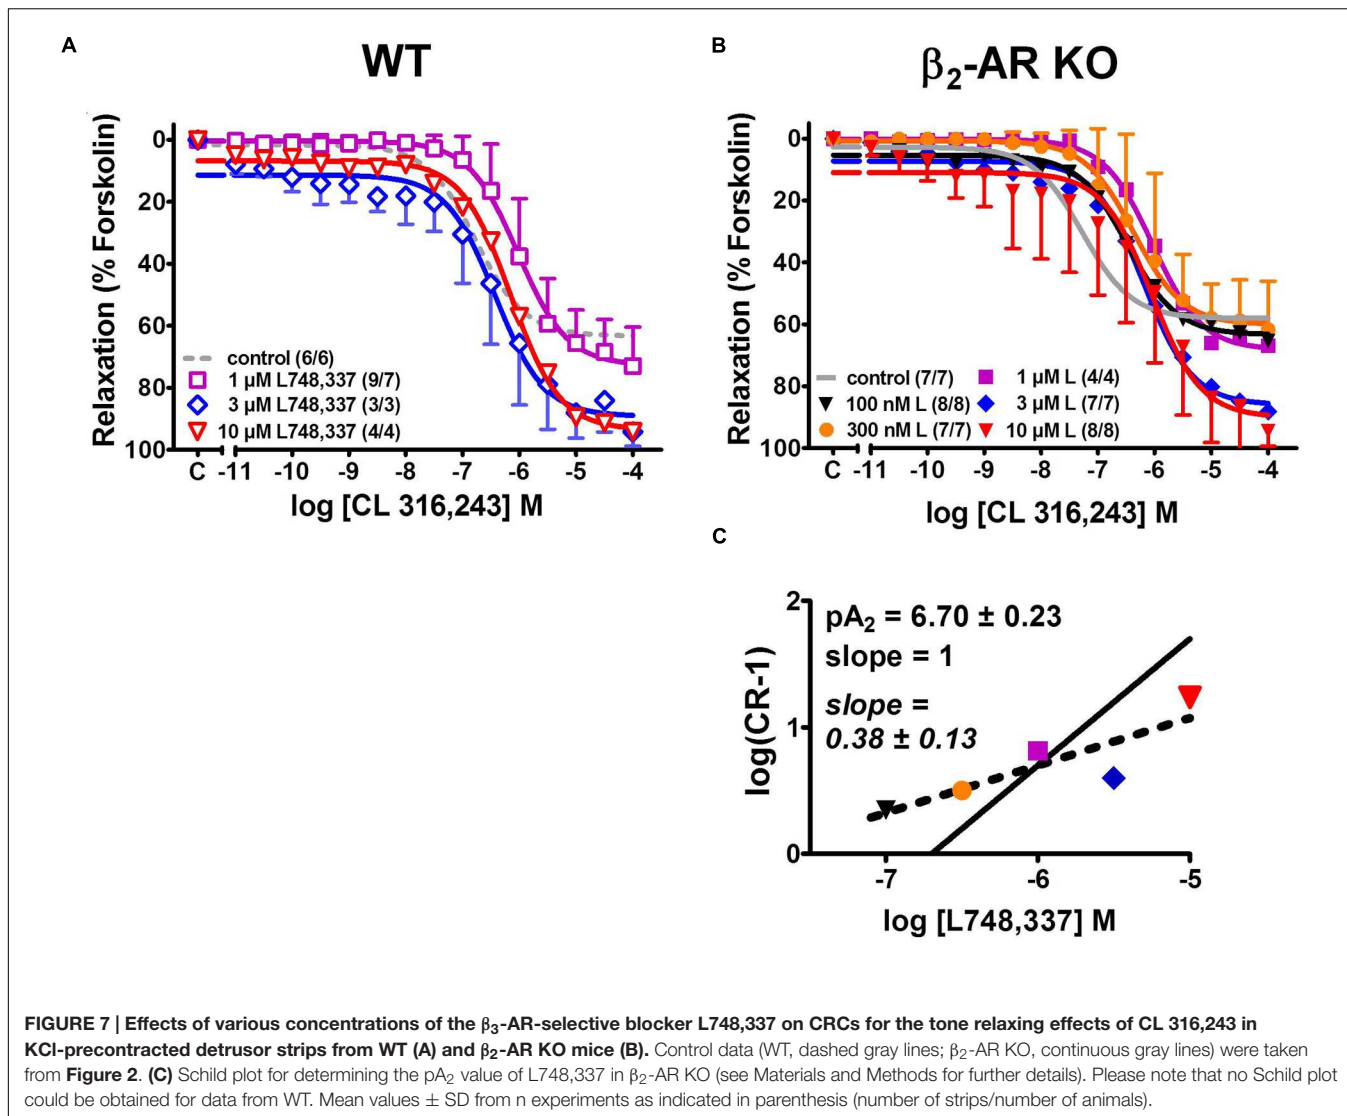 A
WT
Relaxation (% Forskolin)
0
20
40
60
80
100
control (6/6)
1 µM L748,337 (9/7)
3 µM L748,337 (3/3)
10 µM L748,337 (4/4)
C -11 -10 -9 -8 -7 -6 -5 -4
log [CL 316,243] M
B
β₂-AR KO
Relaxation (% Forskolin)
0
20
40
60
80
100
control (7/7)
100 nM L (8/8)
300 nM L (7/7)
1 µM L (4/4)
3 µM L (7/7)
10 µM L (8/8)
C -11 -10 -9 -8 -7 -6 -5 -4
log [CL 316,243] M
C
log(CR-1)
2
1
0
pA₂ = 6.70 ± 0.23
slope = 1
slope =
0.38 ± 0.13
-7 -6 -5
log [L748,337] M
FIGURE 7 | Effects of various concentrations of the β₃-AR-selective blocker L748,337 on CRCs for the tone relaxing effects of CL 316,243 in
KCl-precontracted detrusor strips from WT (A) and β₂-AR KO mice (B). Control data (WT, dashed gray lines; β₂-AR KO, continuous gray lines) were taken
from Figure 2. (C) Schild plot for determining the pA₂ value of L748,337 in β₂-AR KO (see Materials and Methods for further details). Please note that no Schild plot
could be obtained for data from WT. Mean values ± SD from n experiments as indicated in parenthesis (number of strips/number of animals).